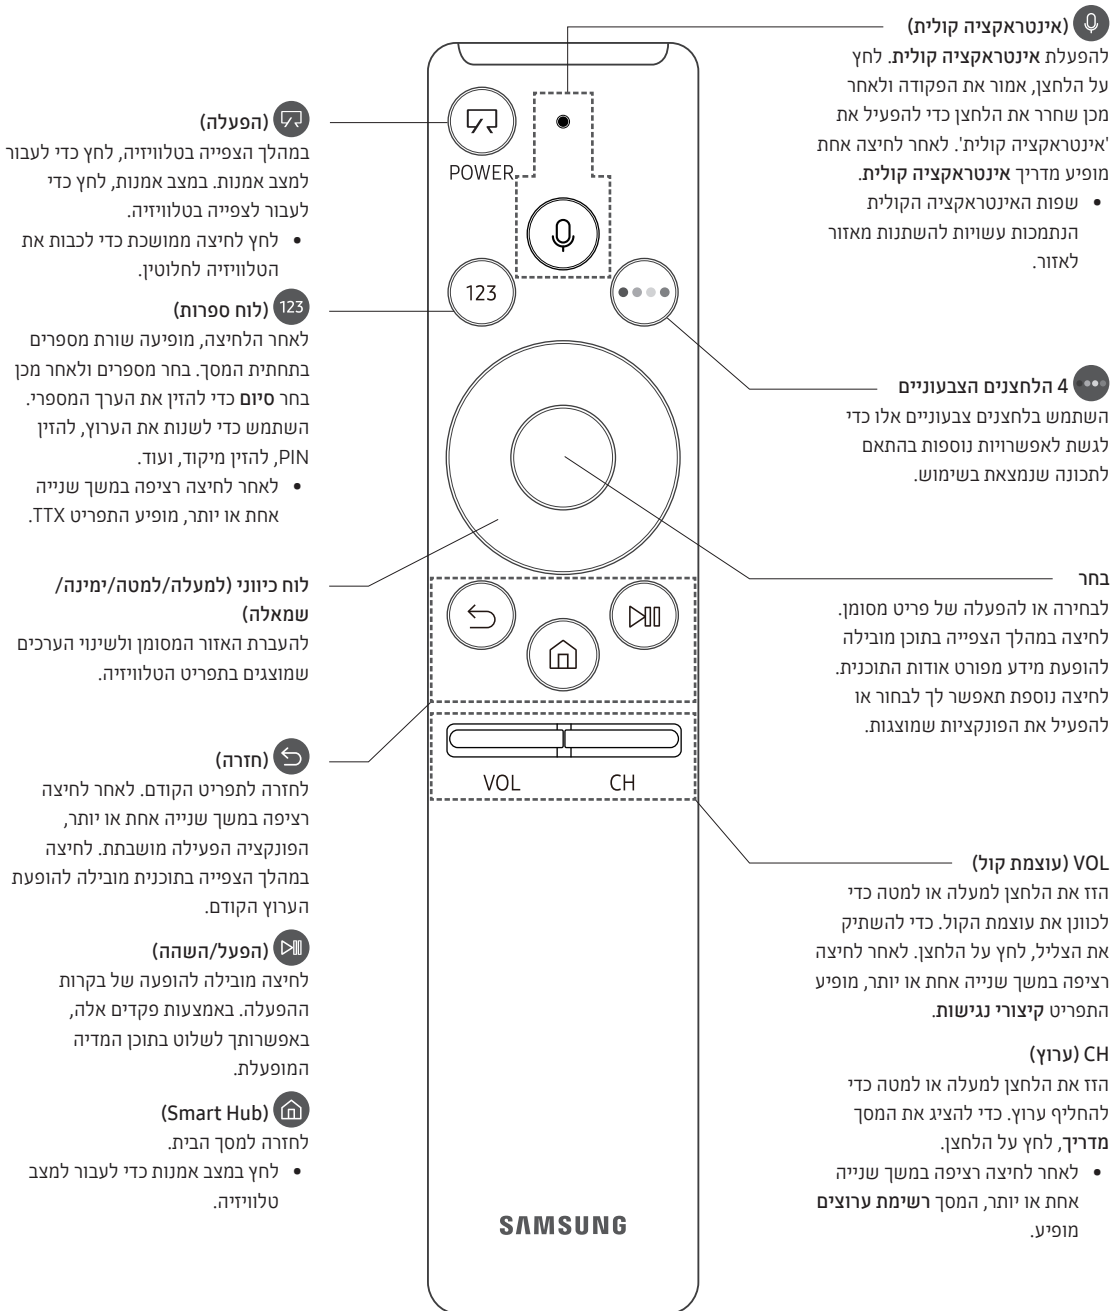 (אינטראקציה קולית)
להפעלת אינטראקציה קולית. לחץ
על הלחצן, אמור את הפקודה ולאחר
מכן שחרר את הלחצן כדי להפעיל את
'אינטראקציה קולית'. לאחר לחיצה אחת
מופיע מדריך אינטראקציה קולית.
• שפות האינטראקציה הקולית
הנתמכות עשויות להשתנות מאזור
לאזור.
4 הלחצנים הצבעוניים
השתמש בלחצנים צבעוניים אלו כדי
לגשת לאפשרויות נוספות בהתאם
לתכונה שנמצאת בשימוש.
בחר
לבחירה או להפעלה של פריט מסומן.
לחיצה במהלך הצפייה בתוכן מובילה
להופעת מידע מפורט אודות התוכנית.
לחיצה נוספת תאפשר לך לבחור או
להפעיל את הפונקציות שמוצגות.
VOL (עוצמת קול)
הזז את הלחצן למעלה או למטה כדי
לכוונן את עוצמת הקול. כדי להשתיק
את הצליל, לחץ על הלחצן. לאחר לחיצה
רציפה במשך שנייה אחת או יותר, מופיע
התפריט קיצורי נגישות.
CH (ערוץ)
הזז את הלחצן למעלה או למטה כדי
להחליף ערוץ. כדי להציג את המסך
מדריך, לחץ על הלחצן.
• לאחר לחיצה רציפה במשך שנייה
אחת או יותר, המסך רשימת ערוצים
מופיע.
POWER
123
VOL CH
SAMSUNG
(הפעלה)
במהלך הצפייה בטלוויזיה, לחץ כדי לעבור
למצב אמנות. במצב אמנות, לחץ כדי
לעבור לצפייה בטלוויזיה.
• לחץ לחיצה ממושכת כדי לכבות את
הטלוויזיה לחלוטין.
123 (לוח ספרות)
לאחר הלחיצה, מופיעה שורת מספרים
בתחתית המסך. בחר מספרים ולאחר מכן
בחר סיום כדי להזין את הערך המספרי.
השתמש כדי לשנות את הערוץ, להזין
PIN, להזין מיקוד, ועוד.
• לאחר לחיצה רציפה במשך שנייה
אחת או יותר, מופיע התפריט TTX.
לוח כיווני (למעלה/למטה/ימינה/
שמאלה)
להעברת האזור המסומן ולשינוי הערכים
שמוצגים בתפריט הטלוויזיה.
(חזרה)
לחזרה לתפריט הקודם. לאחר לחיצה
רציפה במשך שנייה אחת או יותר,
הפונקציה הפעילה מושבתת. לחיצה
במהלך הצפייה בתוכנית מובילה להופעת
הערוץ הקודם.
(הפעל/השהה)
לחיצה מובילה להופעה של בקרות
ההפעלה. באמצעות פקדים אלה,
באפשרותך לשלוט בתוכן המדיה
המופעלת.
(Smart Hub)
לחזרה למסך הבית.
• לחץ במצב אמנות כדי לעבור למצב
טלוויזיה.